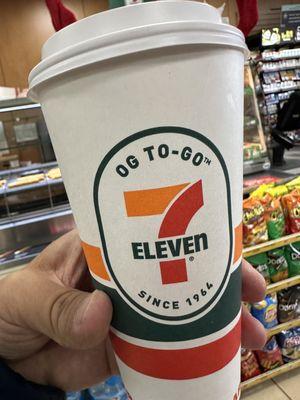 OG TO-GO™
7
ELEVEn
®
SINCE 1964